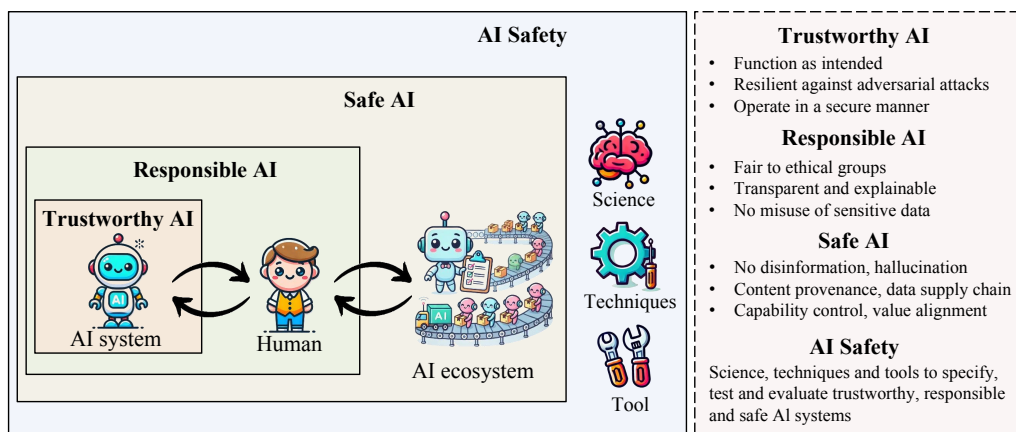 AI Safety
Safe AI
Responsible AI
Trustworthy AI
AI
AI system
Human
AI
AI ecosystem
Science
Techniques
Tool
Trustworthy AI
• Function as intended
• Resilient against adversarial attacks
• Operate in a secure manner
Responsible AI
• Fair to ethical groups
• Transparent and explainable
• No misuse of sensitive data
Safe AI
• No disinformation, hallucination
• Content provenance, data supply chain
• Capability control, value alignment
AI Safety
Science, techniques and tools to specify,
test and evaluate trustworthy, responsible
and safe Al systems